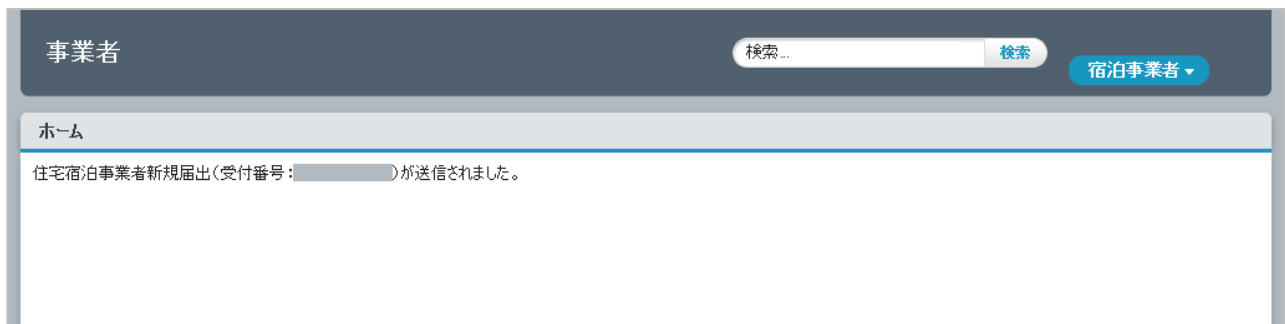 事業者
検索...
検索
宿泊事業者
ホーム
住宅宿泊事業者新規届出(受付番号: )が送信されました。